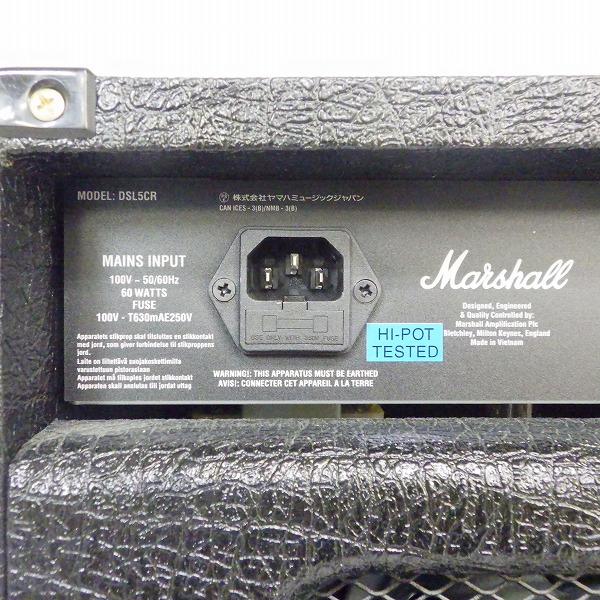 MODEL: DSL5CR
株式会社ヤマハミュージックジャパン
CAN ICES - 3(B)/NMB - 3(B)
MAINS INPUT
100V ~ 50/60Hz
60 WATTS
FUSE
100V - T630mAE250V
Apparatets stikprop skal tilsluttes en stikkontakt
med jord, som giver forbindelse til stikproppens
jord.
Laite on liitettävä suojakoskettimilla
varustettuun pistorasiaan
Apparatet må tilkoples jordet stikkontakt
Apparaten skall anslutas till jordat uttag
USE ONLY WITH 250V FUSE
WARNING!: THIS APPARATUS MUST BE EARTHED
AVIS!: CONNECTER CET APPAREIL A LA TERRE
HI-POT
TESTED
Marshall
Designed, Engineered
& Quality Controlled by:
Marshall Amplification Plc
Bletchley, Milton Keynes, England
Made in Vietnam